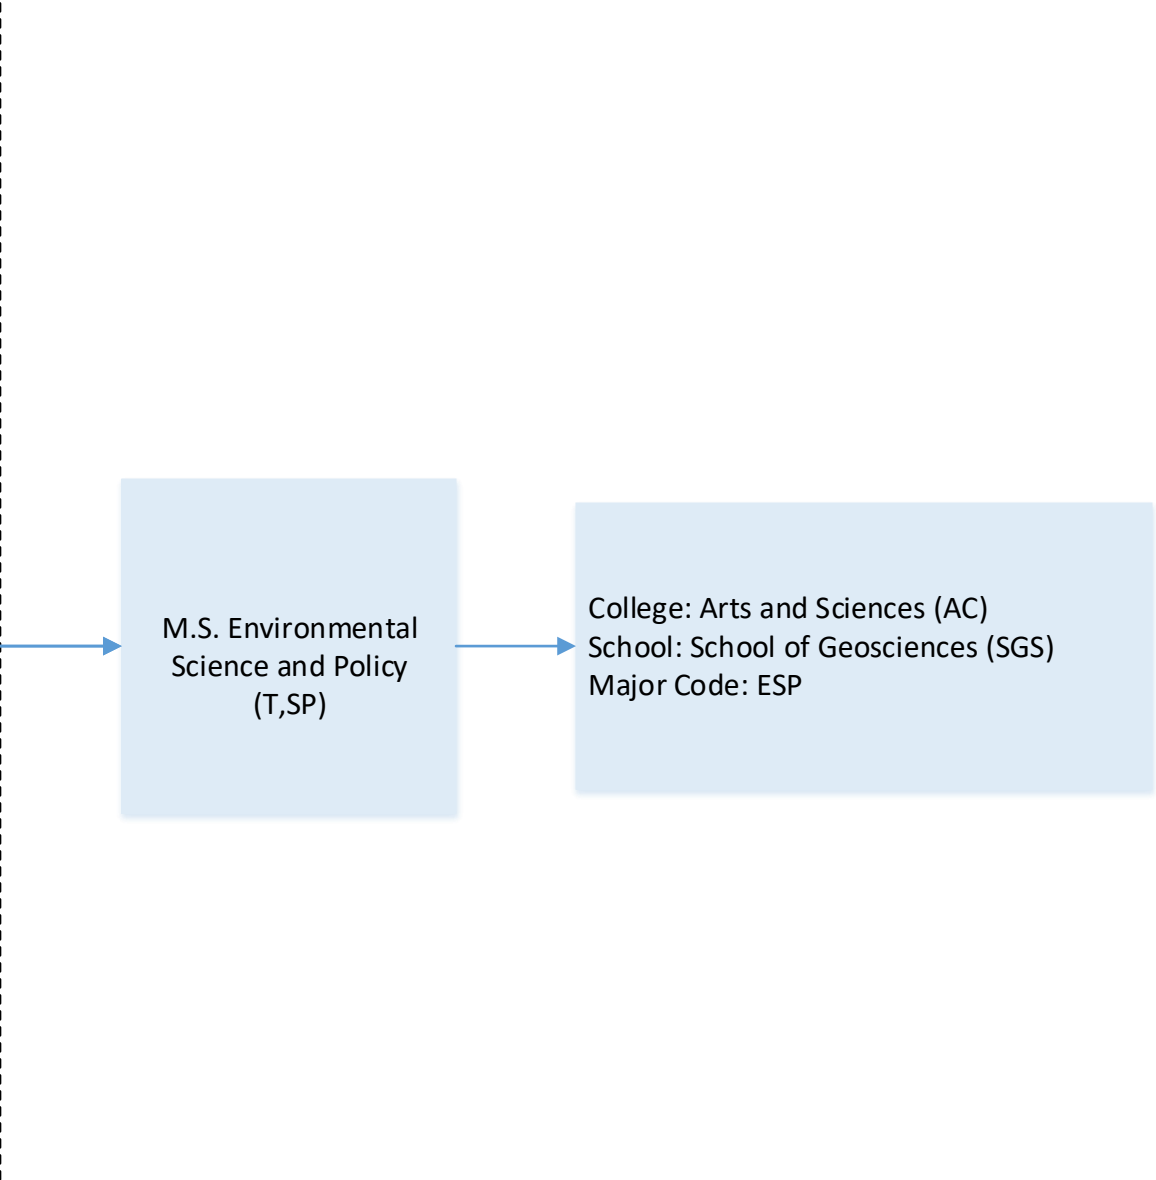 M.S. Environmental
Science and Policy
(T,SP)
College: Arts and Sciences (AC)
School: School of Geosciences (SGS)
Major Code: ESP